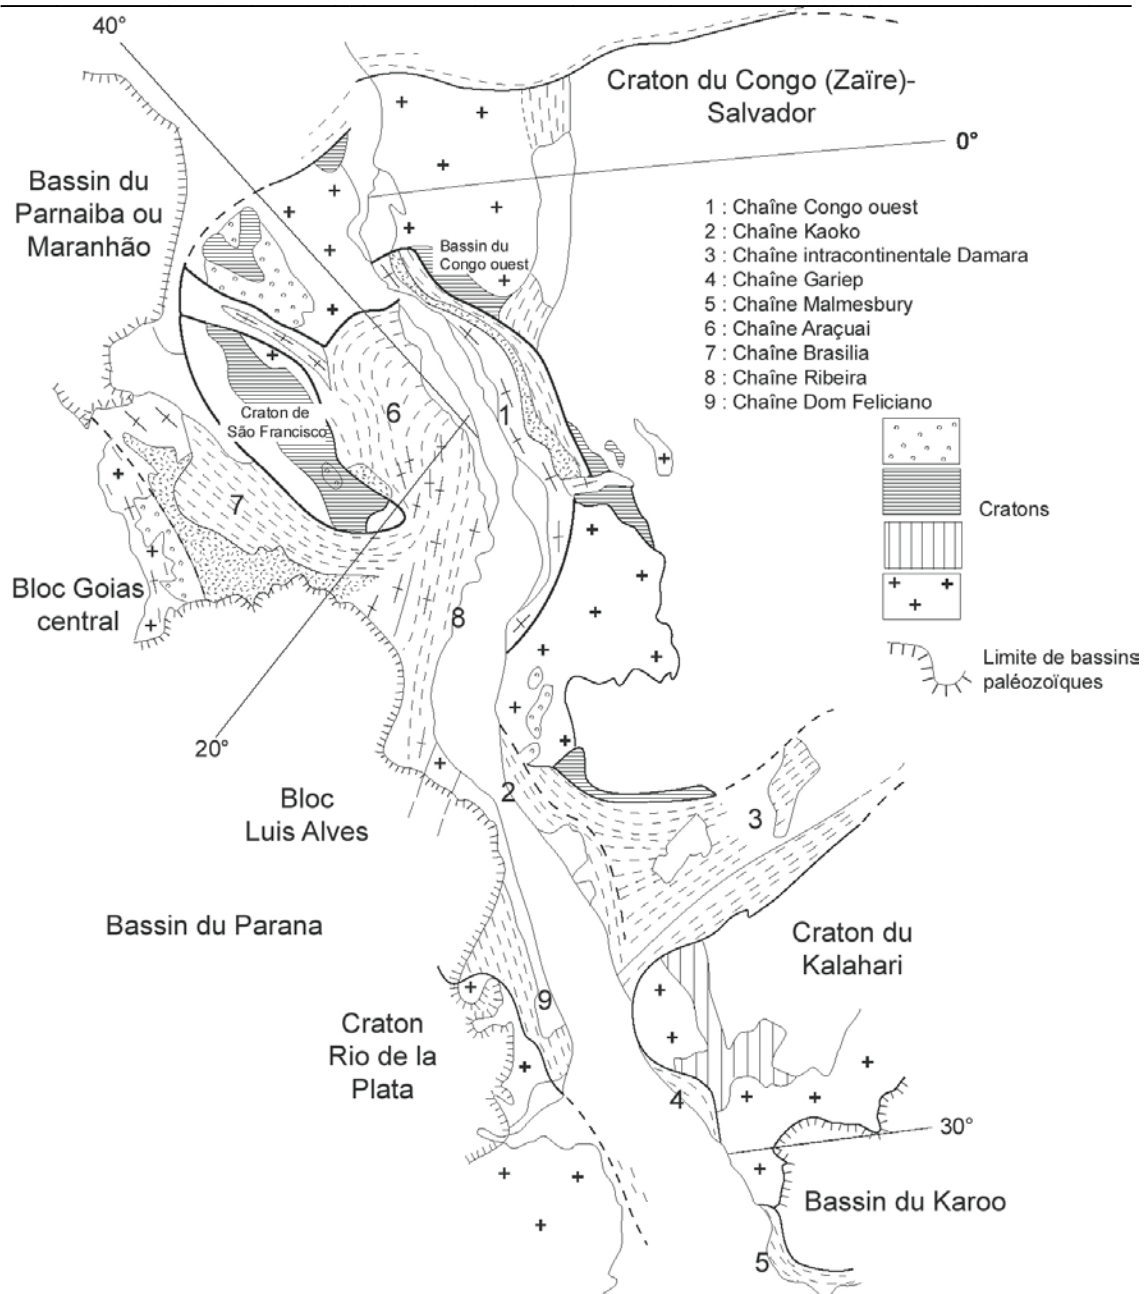 40°
Craton du Congo (Zaïre)-
Salvador
0°
Bassin du
Parnaiba ou
Maranhão
1 : Chaîne Congo ouest
2 : Chaîne Kaoko
3 : Chaîne intracontinentale Damara
4 : Chaîne Gariep
5 : Chaîne Malmesbury
6 : Chaîne Araçuai
7 : Chaîne Brasilia
8 : Chaîne Ribeira
9 : Chaîne Dom Feliciano
Bassin du
Congo ouest
Craton de
São Francisco
6
1
7
Cratons
Bloc Goias
central
8
Limite de bassins
paléozoïques
20°
Bloc
Luis Alves
2
3
Bassin du Parana
Craton du
Kalahari
9
Craton
Rio de la
Plata
4
30°
Bassin du Karoo
5